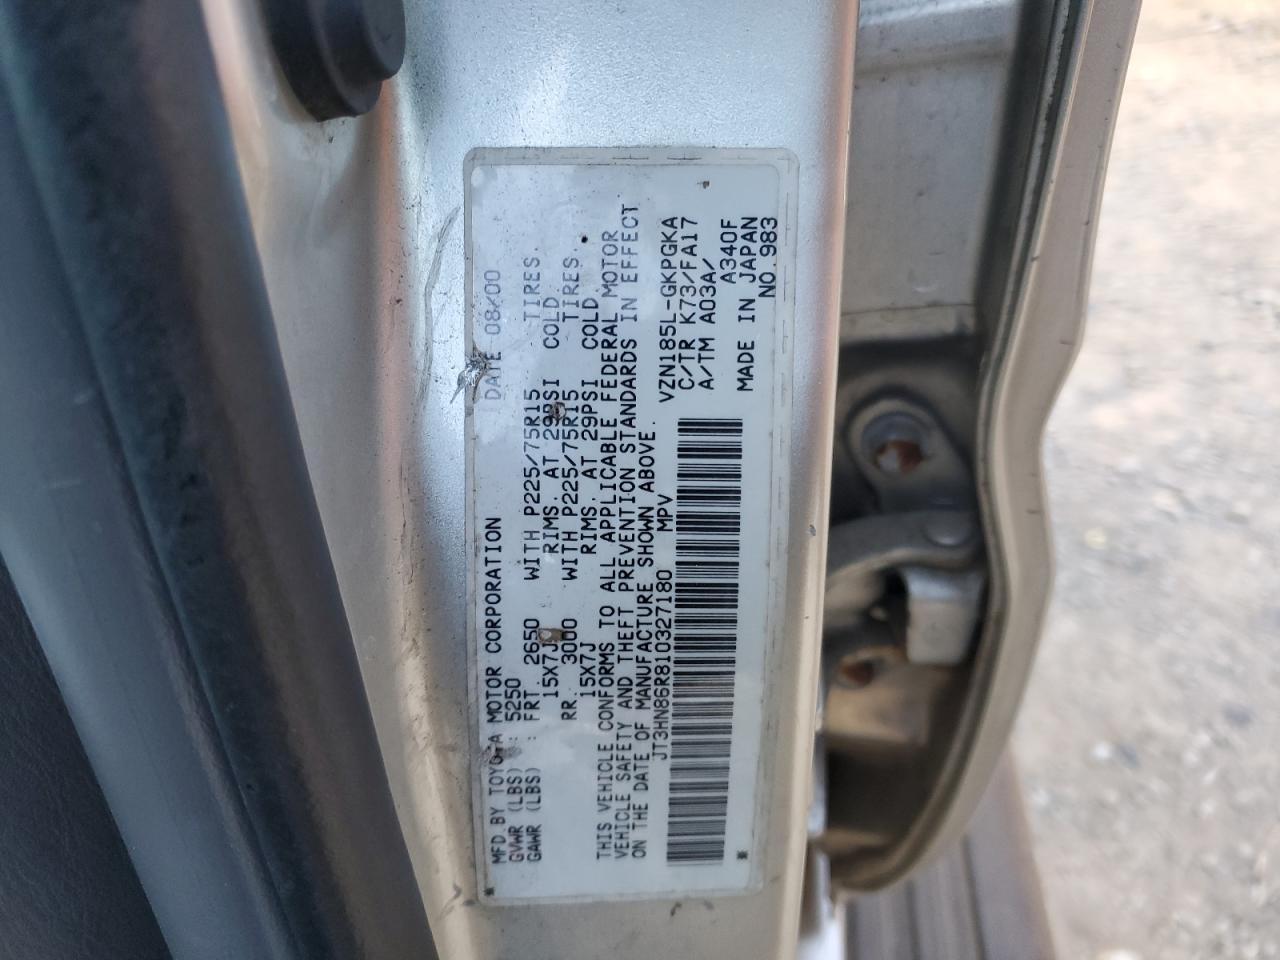 MFD. BY TOYOTA MOTOR CORPORATION DATE 08/00
GVWR (LBS) : 5250
GAWR (LBS) : FRT. 2650 WITH P225/75R15 TIRES.
15X7J RIMS. AT 29PSI COLD
RR. 3000 WITH P225/75R15 TIRES.
15X7J RIMS. AT 29PSI COLD.
THIS VEHICLE CONFORMS TO ALL APPLICABLE FEDERAL MOTOR
VEHICLE SAFETY AND THEFT PREVENTION STANDARDS IN EFFECT
ON THE DATE OF MANUFACTURE SHOWN ABOVE.
JT3HN86R810327180 MPV
VZN185L-GKPGKA
C/TR K73/FA17
A/TM A03A/
A340F
MADE IN JAPAN
NO.983